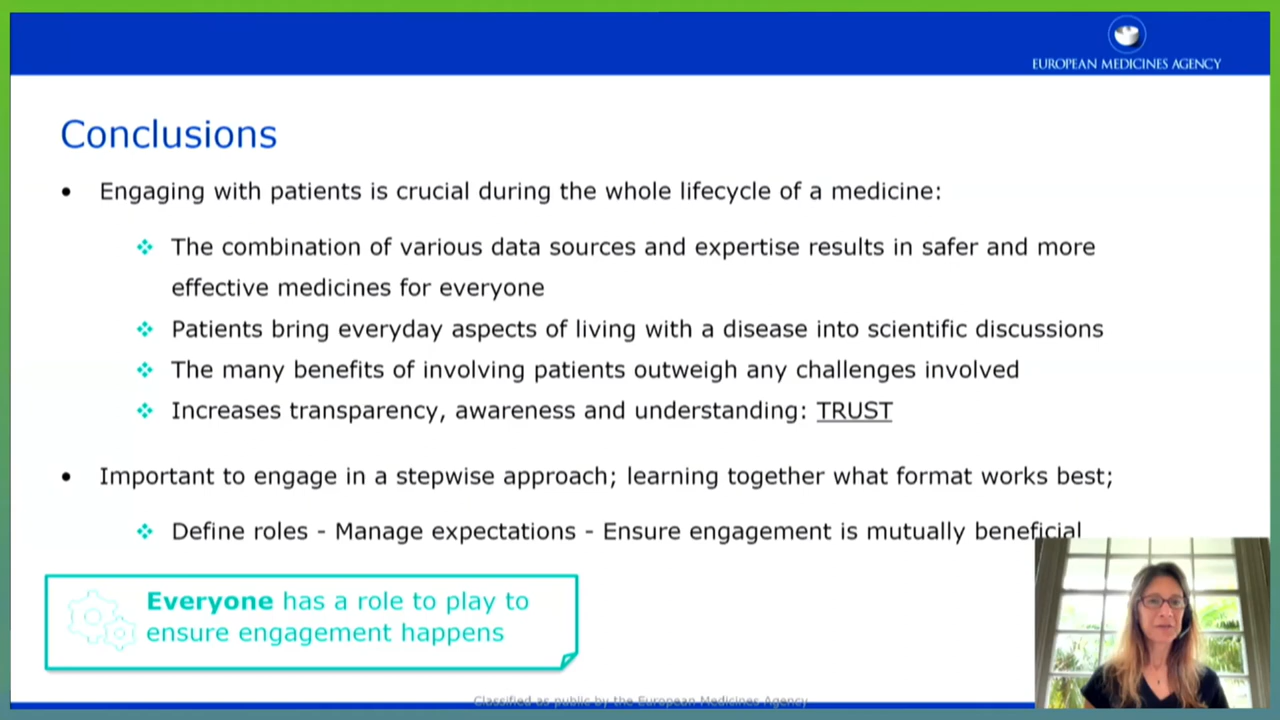 EUROPEAN MEDICINES AGENCY
Conclusions
• Engaging with patients is crucial during the whole lifecycle of a medicine:
❖ The combination of various data sources and expertise results in safer and more
effective medicines for everyone
❖ Patients bring everyday aspects of living with a disease into scientific discussions
❖ The many benefits of involving patients outweigh any challenges involved
❖ Increases transparency, awareness and understanding: TRUST
• Important to engage in a stepwise approach; learning together what format works best;
❖ Define roles - Manage expectations - Ensure engagement is mutually beneficial
Everyone has a role to play to
ensure engagement happens
Classified as public by the European Medicines Agency